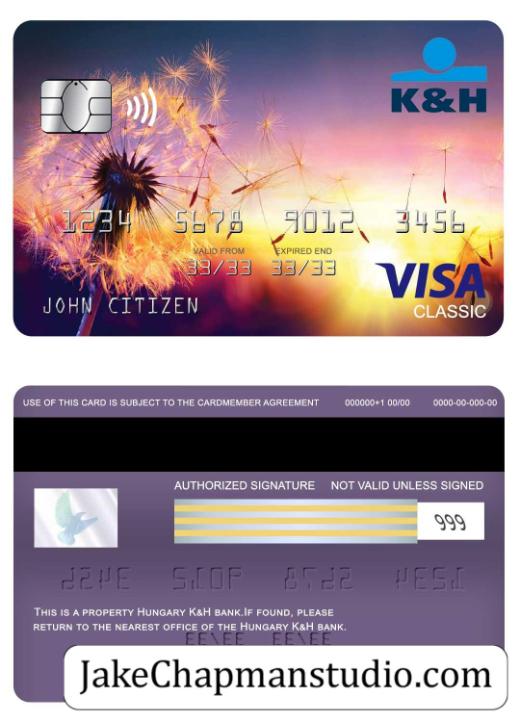 K&H
1234 5678 9012 3456
VALID FROM EXPIRED END
33/33 33/33
VISA
JOHN CITIZEN
CLASSIC
USE OF THIS CARD IS SUBJECT TO THE CARDMEMBER AGREEMENT 000000+1 00/00 0000-00-000-00
AUTHORIZED SIGNATURE NOT VALID UNLESS SIGNED
999
THIS IS A PROPERTY HUNGARY K&H BANK.IF FOUND, PLEASE
RETURN TO THE NEAREST OFFICE OF THE HUNGARY K&H BANK.
JakeChapmanstudio.com